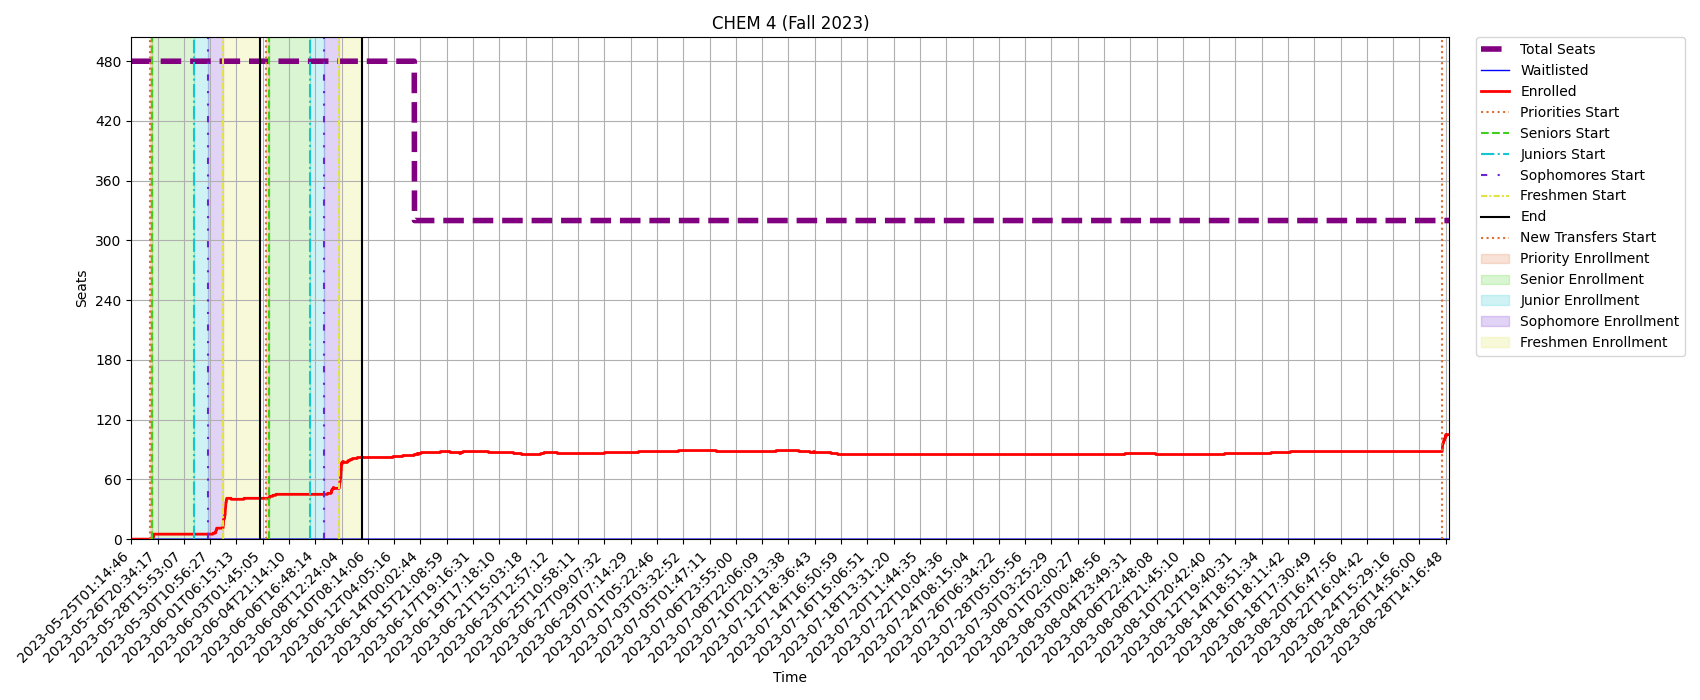 CHEM 4 (Fall 2023)
Seats
480
420
360
300
240
180
120
60
0
2023-05-25T01:14:46
2023-05-26T20:34:17
2023-05-28T15:53:07
2023-05-30T10:56:27
2023-06-01T06:15:13
2023-06-03T01:45:05
2023-06-04T21:14:10
2023-06-06T16:48:14
2023-06-08T12:24:04
2023-06-10T08:14:06
2023-06-12T04:05:16
2023-06-14T00:02:44
2023-06-15T21:08:59
2023-06-17T19:16:31
2023-06-19T17:18:10
2023-06-21T15:03:18
2023-06-23T12:57:12
2023-06-25T10:58:11
2023-06-27T09:07:32
2023-06-29T07:14:29
2023-07-01T05:22:46
2023-07-03T03:32:52
2023-07-05T01:47:11
2023-07-06T23:55:00
2023-07-08T22:06:09
2023-07-10T20:13:38
2023-07-12T18:36:43
2023-07-14T16:50:59
2023-07-16T15:06:51
2023-07-18T13:31:20
2023-07-20T11:44:35
2023-07-22T10:04:36
2023-07-24T08:15:04
2023-07-26T06:34:22
2023-07-28T05:05:56
2023-07-30T03:25:29
2023-08-01T02:00:27
2023-08-03T00:48:56
2023-08-04T23:49:31
2023-08-06T22:48:08
2023-08-08T21:45:10
2023-08-10T20:42:40
2023-08-12T19:40:31
2023-08-14T18:51:34
2023-08-16T18:11:42
2023-08-18T17:30:49
2023-08-20T16:47:56
2023-08-22T16:04:42
2023-08-24T15:29:16
2023-08-26T14:56:00
2023-08-28T14:16:48
Time
Total Seats
Waitlisted
Enrolled
Priorities Start
Seniors Start
Juniors Start
Sophomores Start
Freshmen Start
End
New Transfers Start
Priority Enrollment
Senior Enrollment
Junior Enrollment
Sophomore Enrollment
Freshmen Enrollment